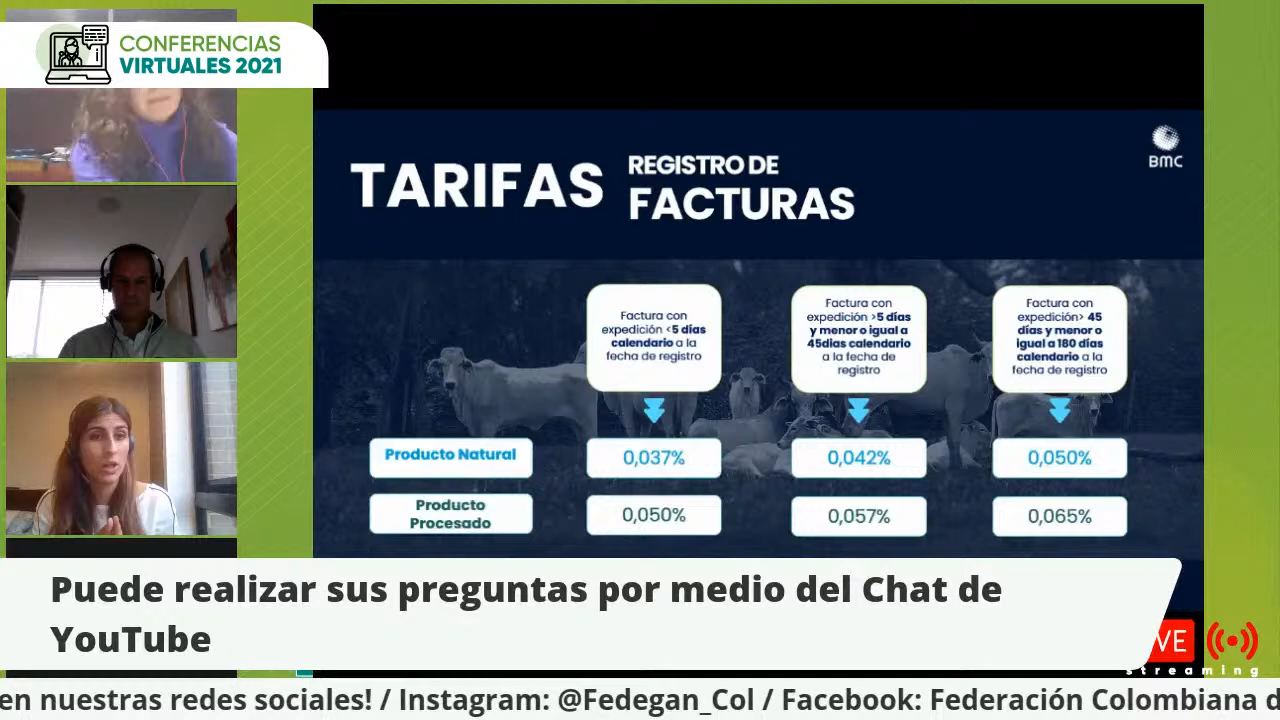 CONFERENCIAS
VIRTUALES 2021
TARIFAS
REGISTRO DE
FACTURAS
BMC
Factura con
expedición <5 días
calendario a la
fecha de registro
Factura con
expedición >5 días
y menor o igual a
45dias calendario
a la fecha de
registro
Factura con
expedición> 45
días y menor o
igual a 180 días
calendario a la
fecha de registro
Producto Natural
0,037%
0,042%
0,050%
Producto
Procesado
0,050%
0,057%
0,065%
Puede realizar sus preguntas por medio del Chat de
YouTube
VE
streaming
en nuestras redes sociales! / Instagram: @Fedegan_Col / Facebook: Federación Colombiana d